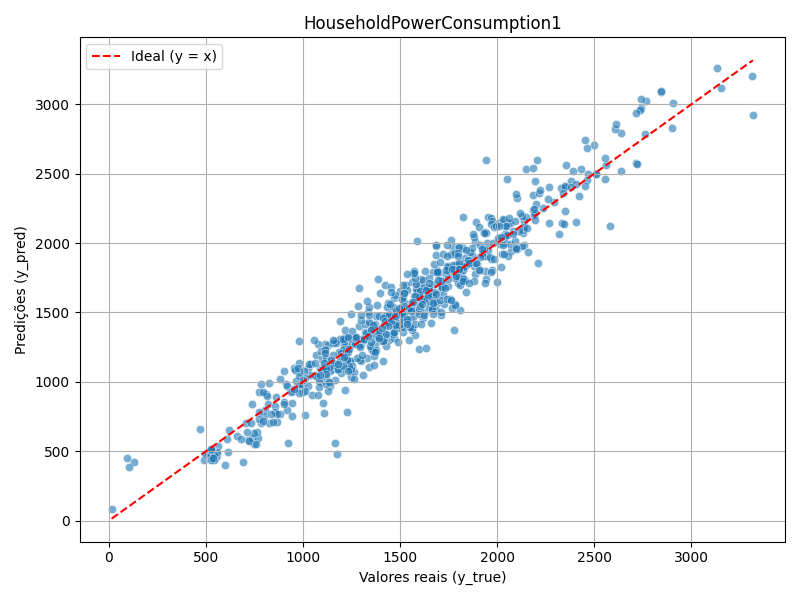 HouseholdPowerConsumption1
Ideal (y = x)
3000
2500
2000
1500
1000
500
0
Predições (y_pred)
0 500 1000 1500 2000 2500 3000
Valores reais (y_true)